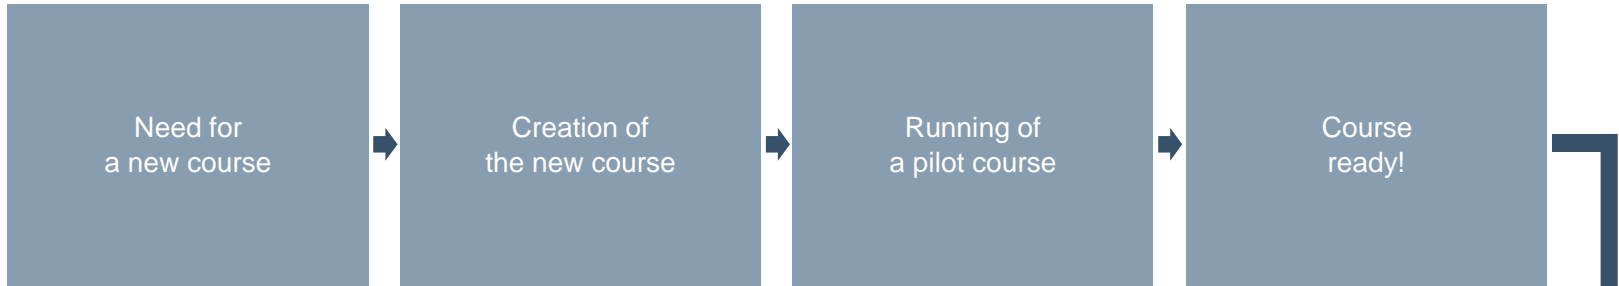 Need for
a new course
Creation of
the new course
Running of
a pilot course
Course
ready!